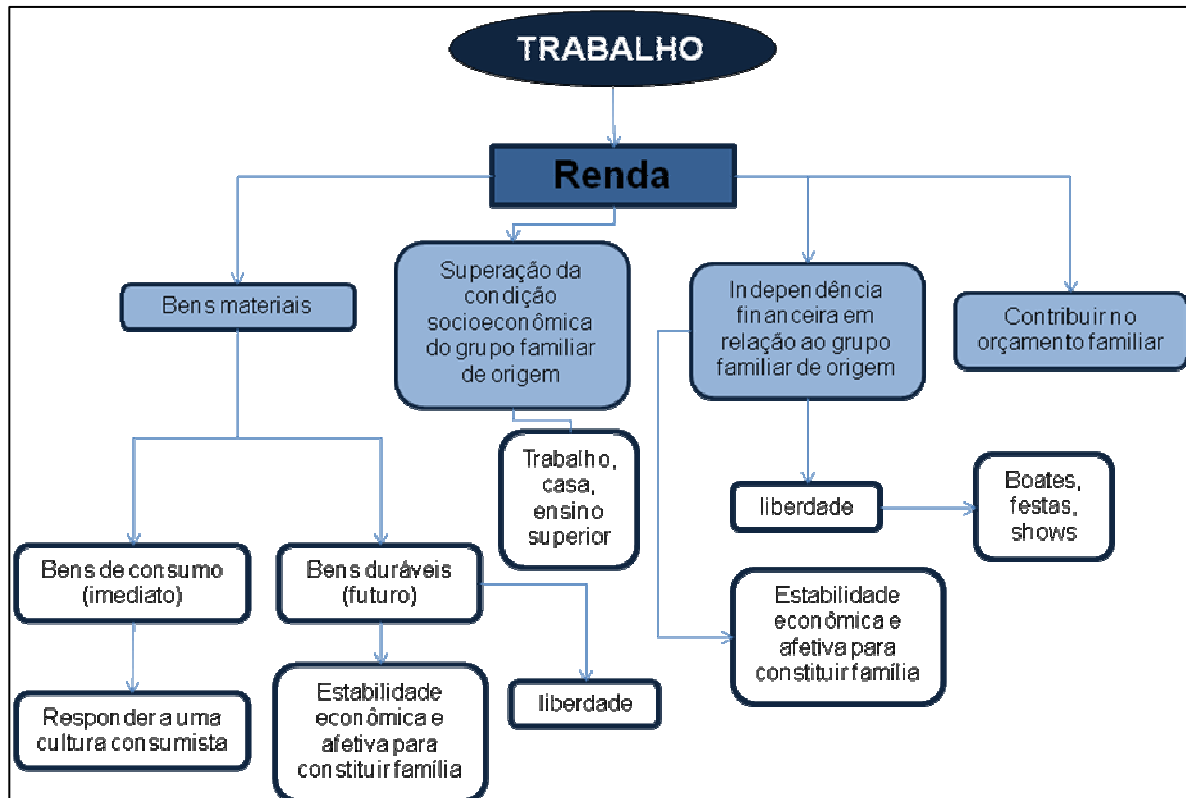 TRABALHO
Renda
Bens materiais
Superação da
condição
socioeconômica
do grupo familiar
de origem
Independência
financeira em
relação ao grupo
familiar de origem
Contribuir no
orçamento familiar
Trabalho,
casa,
ensino
superior
liberdade
Boates,
festas,
shows
Bens de consumo
(imediato)
Bens duráveis
(futuro)
Estabilidade
econômica e
afetiva para
constituir família
Responder a uma
cultura consumista
Estabilidade
econômica e
afetiva para
constituir família
liberdade